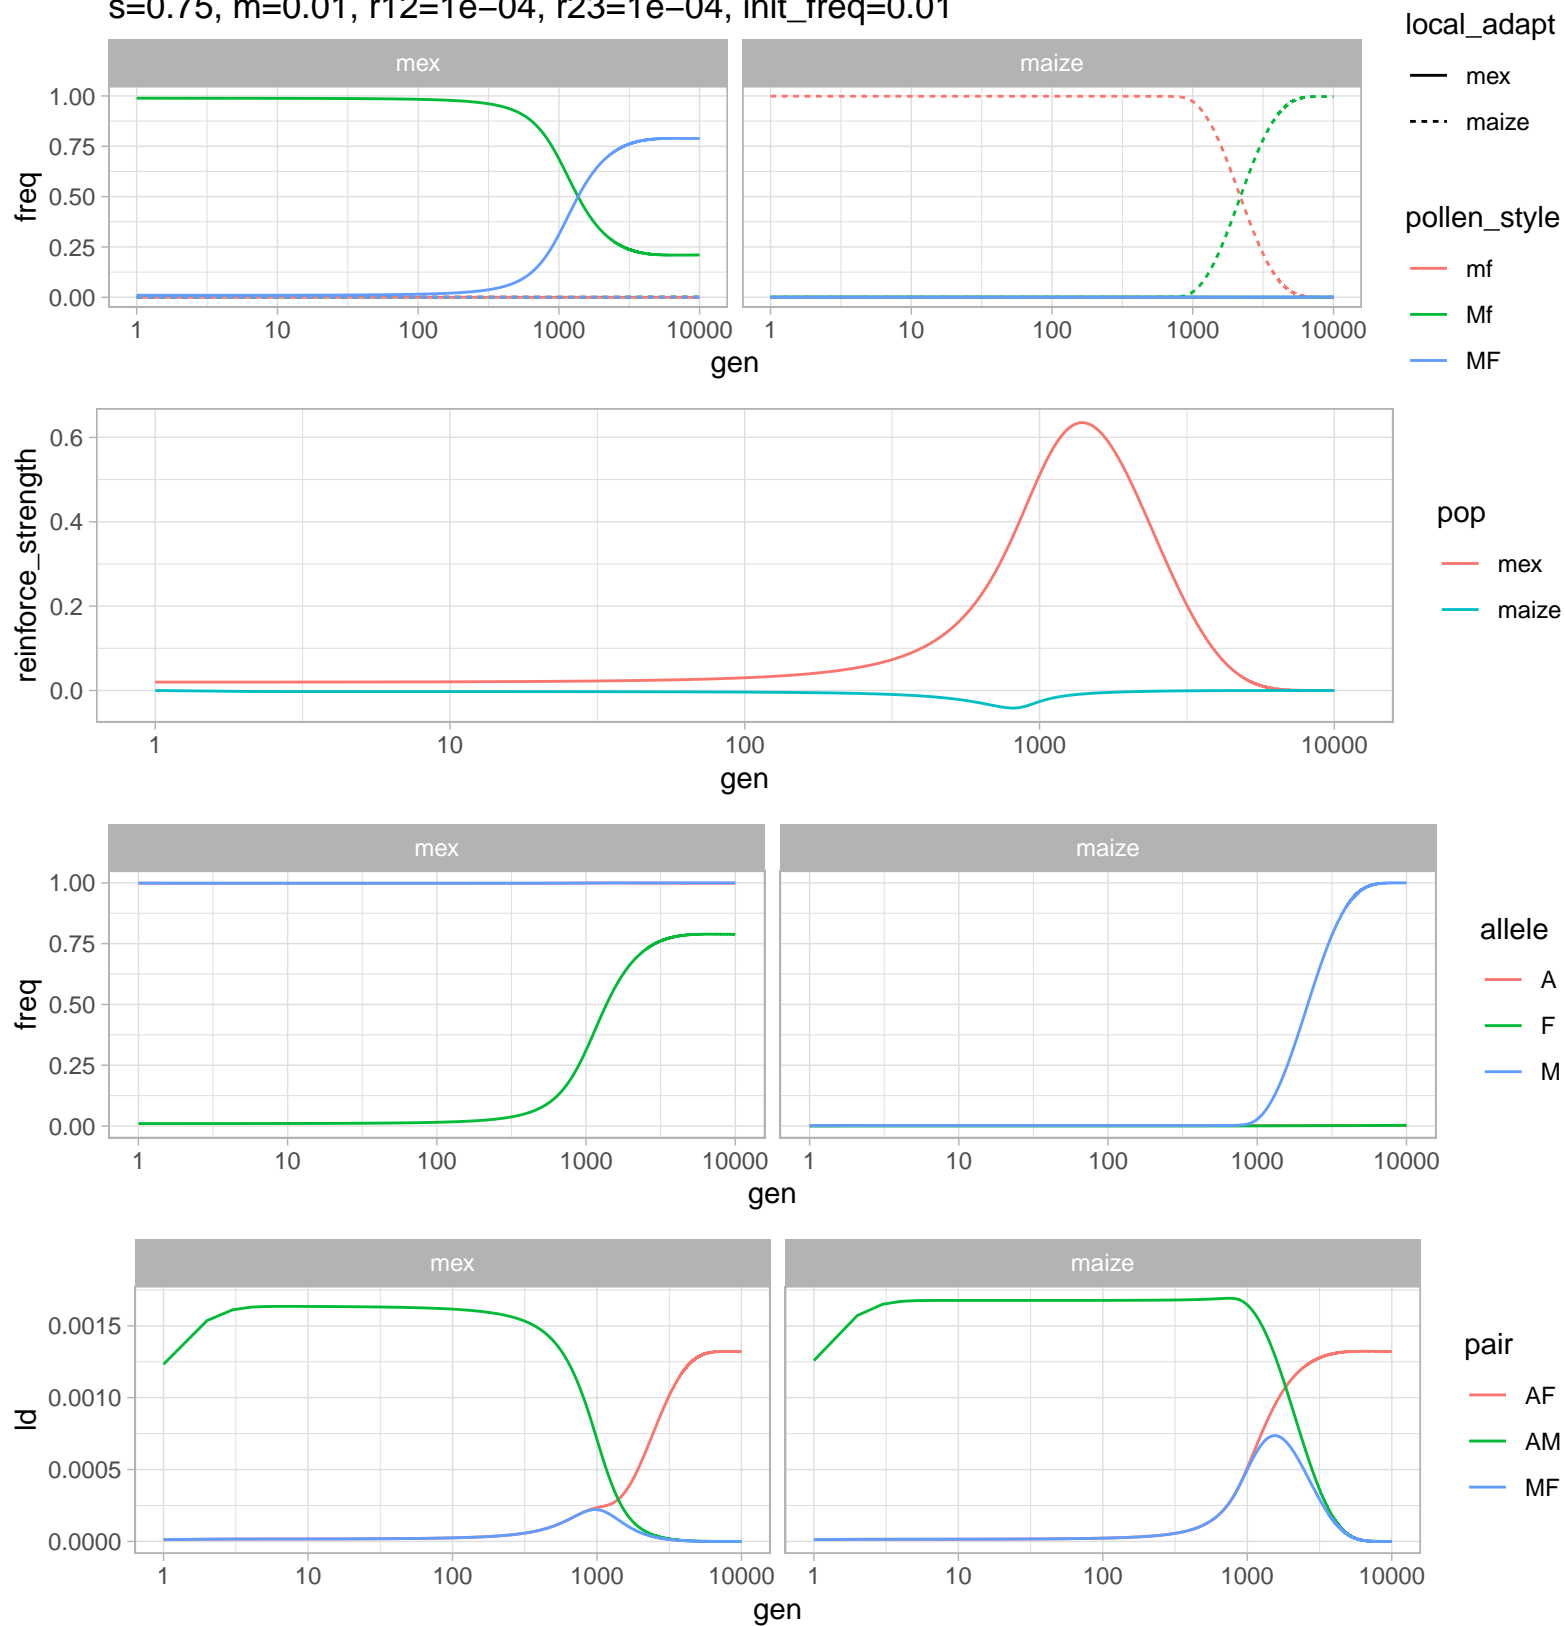 s=0.75, m=0.01, r12=1e−04, r23=1e−04, init_freq=0.01
mex
maize
freq
1.00
0.75
0.50
0.25
0.00
1 10 100 1000 10000
1 10 100 1000 10000
gen
local_adapt
mex
maize
pollen_style
mf
Mf
MF
reinforce_strength
0.6
0.4
0.2
0.0
1 10 100 1000 10000
gen
pop
mex
maize
mex
maize
freq
1.00
0.75
0.50
0.25
0.00
1 10 100 1000 10000
1 10 100 1000 10000
gen
allele
A
F
M
mex
maize
ld
0.0015
0.0010
0.0005
0.0000
1 10 100 1000 10000
1 10 100 1000 10000
gen
pair
AF
AM
MF